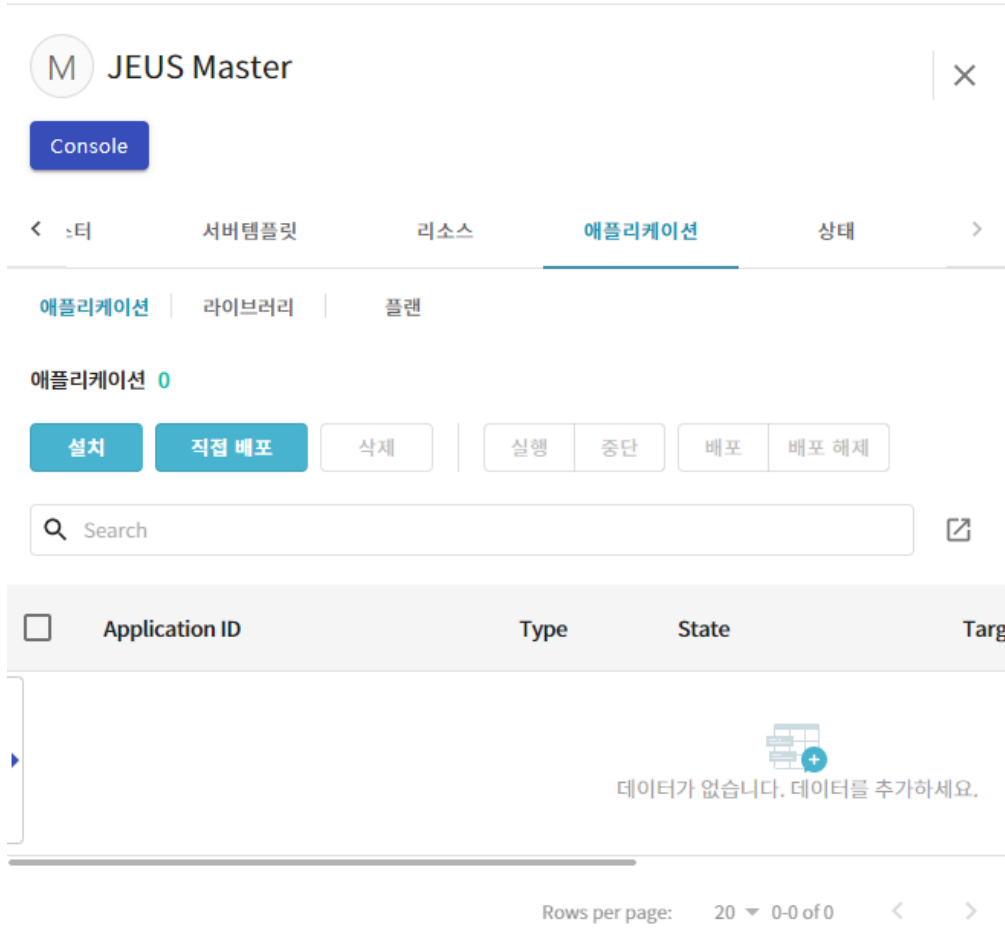 M JEUS Master
Console
터 서버템플릿 리소스 애플리케이션 상태
애플리케이션 라이브러리 플랜
애플리케이션 0
설치 직접 배포 삭제 실행 중단 배포 배포 해제
Search
Application ID Type State Targ
데이터가 없습니다. 데이터를 추가하세요.
Rows per page: 20 0-0 of 0